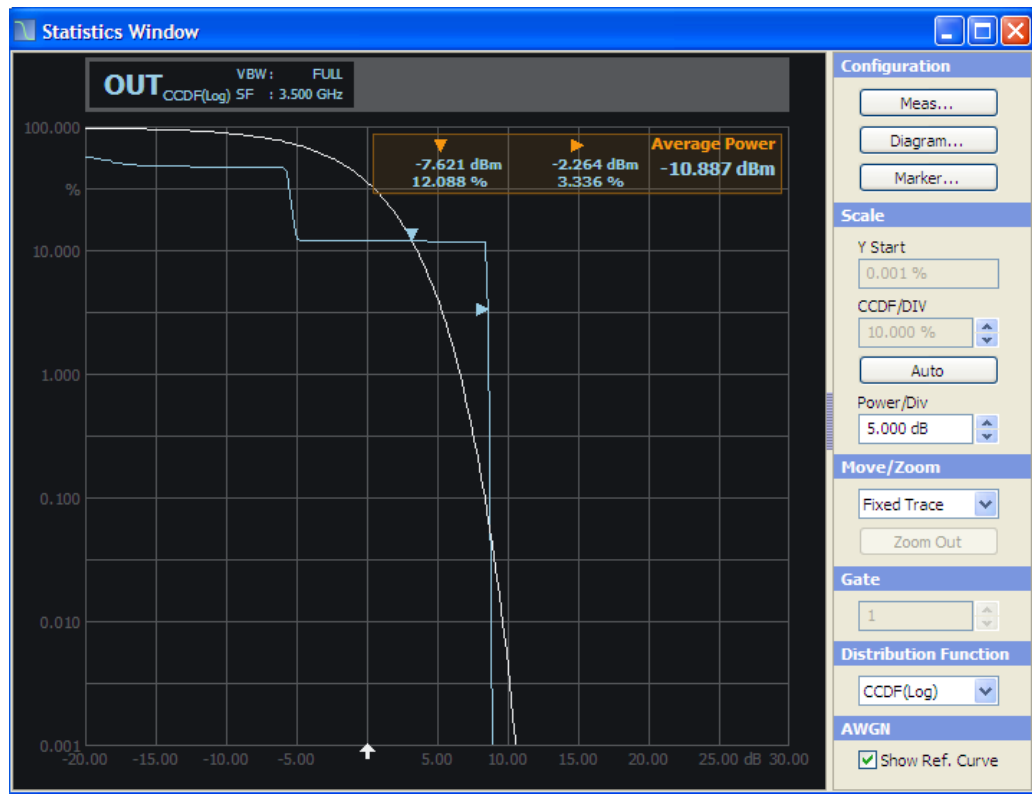 Statistics Window
OUT CCDF(Log) VBW : FULL
SF : 3.500 GHz
100.000
%
10.000
1.000
0.100
0.010
0.001
-7.621 dBm
12.088 %
-2.264 dBm
3.336 %
Average Power
-10.887 dBm
-20.00 -15.00 -10.00 -5.00 5.00 10.00 15.00 20.00 25.00 dB 30.00
Configuration
Meas...
Diagram...
Marker...
Scale
Y Start
0.001 %
CCDF/DIV
10.000 %
Auto
Power/Div
5.000 dB
Move/Zoom
Fixed Trace
Zoom Out
Gate
1
Distribution Function
CCDF(Log)
AWGN
Show Ref. Curve